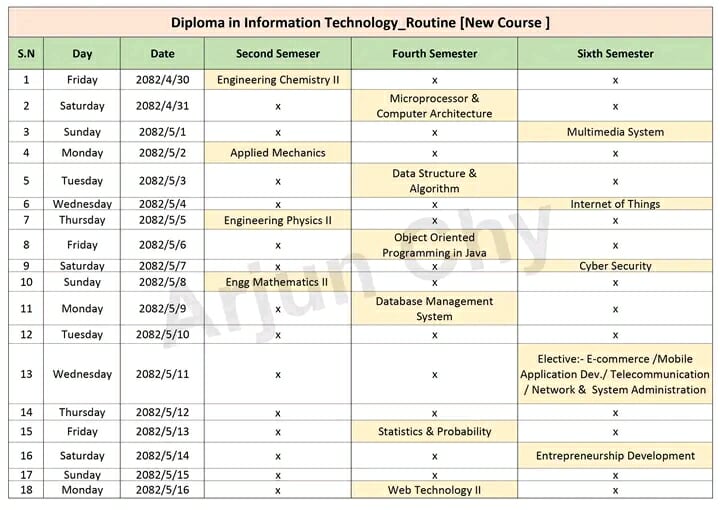 Diploma in Information Technology_Routine [New Course ]
S.N Day Date Second Semeser Fourth Semester Sixth Semester
1 Friday 2082/4/30 Engineering Chemistry II x x
2 Saturday 2082/4/31 x Microprocessor &
Computer Architecture x
3 Sunday 2082/5/1 x x Multimedia System
4 Monday 2082/5/2 Applied Mechanics x x
5 Tuesday 2082/5/3 x Data Structure &
Algorithm x
6 Wednesday 2082/5/4 x x Internet of Things
7 Thursday 2082/5/5 Engineering Physics II x x
8 Friday 2082/5/6 x Object Oriented
Programming in Java x
9 Saturday 2082/5/7 x x Cyber Security
10 Sunday 2082/5/8 Engg Mathematics II x x
11 Monday 2082/5/9 x Database Management
System x
12 Tuesday 2082/5/10 x x x
13 Wednesday 2082/5/11 x x Elective:- E-commerce /Mobile
Application Dev./ Telecommunication
/ Network & System Administration
14 Thursday 2082/5/12 x x x
15 Friday 2082/5/13 x Statistics & Probability x
16 Saturday 2082/5/14 x x Entrepreneurship Development
17 Sunday 2082/5/15 x x x
18 Monday 2082/5/16 x Web Technology II x
Arjun Chy